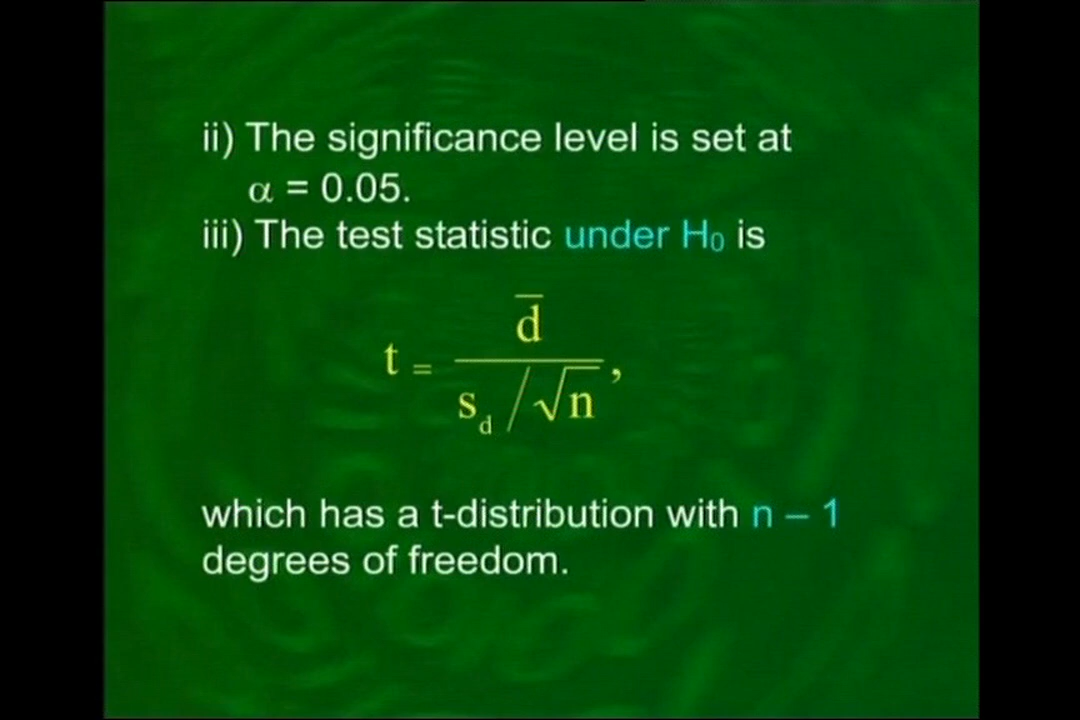 ii) The significance level is set at
α = 0.05.
iii) The test statistic under H₀ is
t = d̅ / (s_d / √n),
which has a t-distribution with n – 1
degrees of freedom.